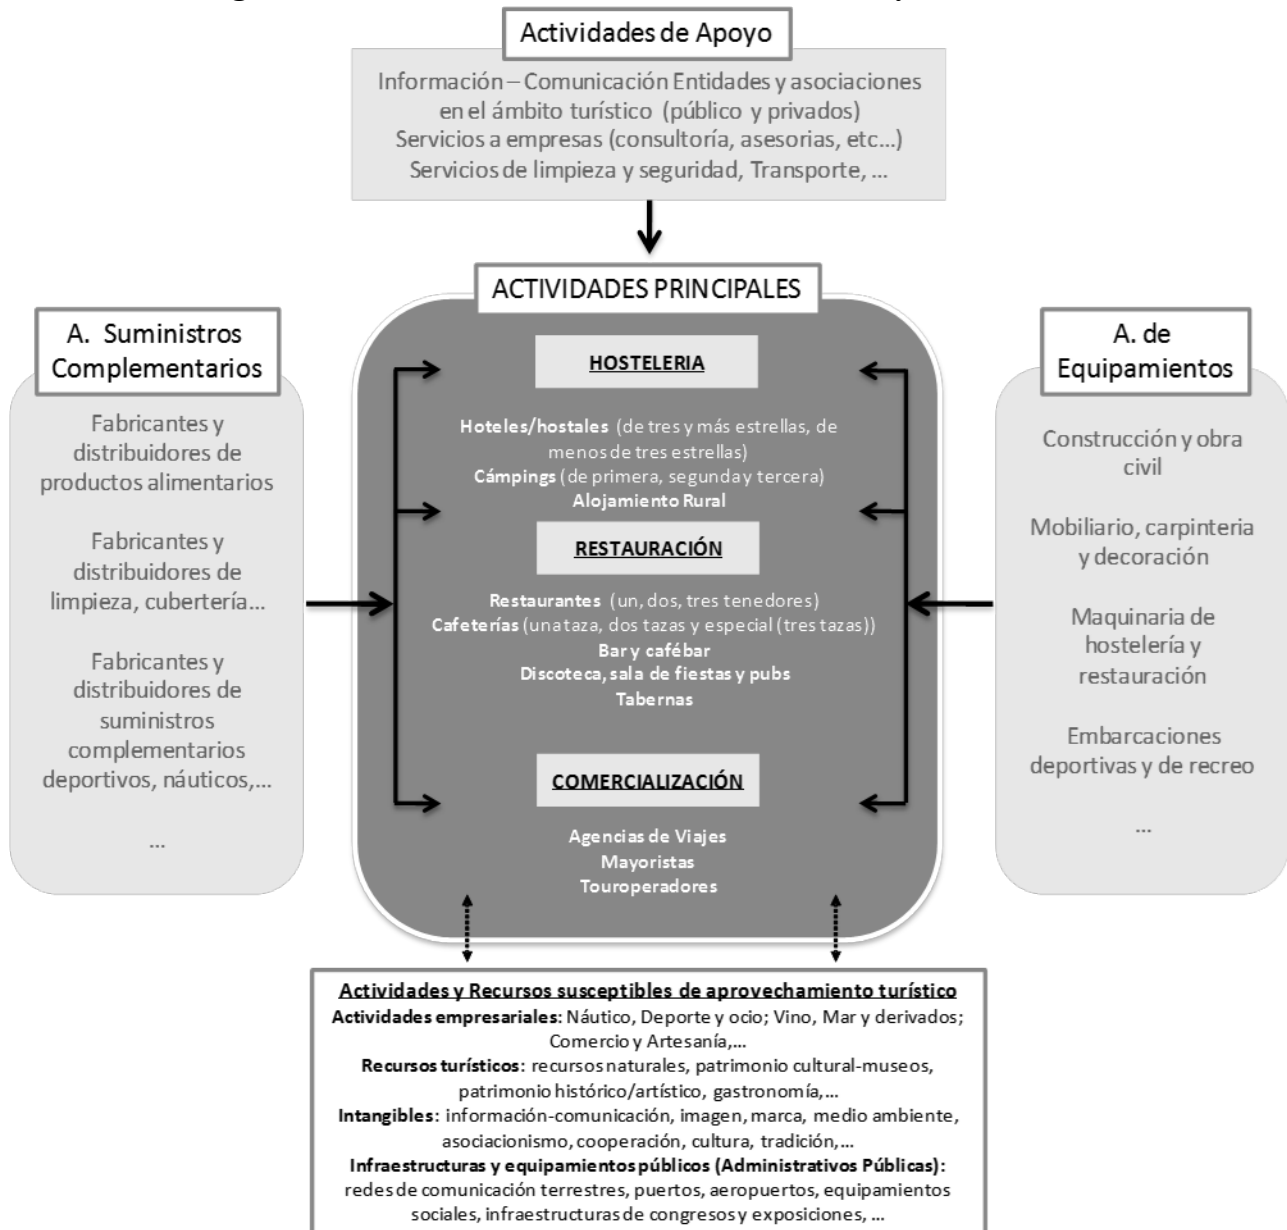 Actividades de Apoyo
Información – Comunicación Entidades y asociaciones
en el ámbito turístico (público y privados)
Servicios a empresas (consultoría, asesorias, etc...)
Servicios de limpieza y seguridad, Transporte, ...
ACTIVIDADES PRINCIPALES
A. Suministros
Complementarios
Fabricantes y
distribuidores de
productos alimentarios
Fabricantes y
distribuidores de
limpieza, cubertería...
Fabricantes y
distribuidores de
suministros
complementarios
deportivos, náuticos,...
...
HOSTELERIA
Hoteles/hostales (de tres y más estrellas, de
menos de tres estrellas)
Cámpings (de primera, segunda y tercera)
Alojamiento Rural
RESTAURACIÓN
Restaurantes (un, dos, tres tenedores)
Cafeterías (una taza, dos tazas y especial (tres tazas))
Bar y cafébar
Discoteca, sala de fiestas y pubs
Tabernas
COMERCIALIZACIÓN
Agencias de Viajes
Mayoristas
Touroperadores
A. de
Equipamientos
Construcción y obra
civil
Mobiliario, carpinteria
y decoración
Maquinaria de
hostelería y
restauración
Embarcaciones
deportivas y de recreo
...
Actividades y Recursos susceptibles de aprovechamiento turístico
Actividades empresariales: Náutico, Deporte y ocio; Vino, Mar y derivados;
Comercio y Artesanía,...
Recursos turísticos: recursos naturales, patrimonio cultural-museos,
patrimonio histórico/artístico, gastronomía,...
Intangibles: información-comunicación, imagen, marca, medio ambiente,
asociacionismo, cooperación, cultura, tradición,...
Infraestructuras y equipamientos públicos (Administrativos Públicas):
redes de comunicación terrestres, puertos, aeropuertos, equipamientos
sociales, infraestructuras de congresos y exposiciones, ...